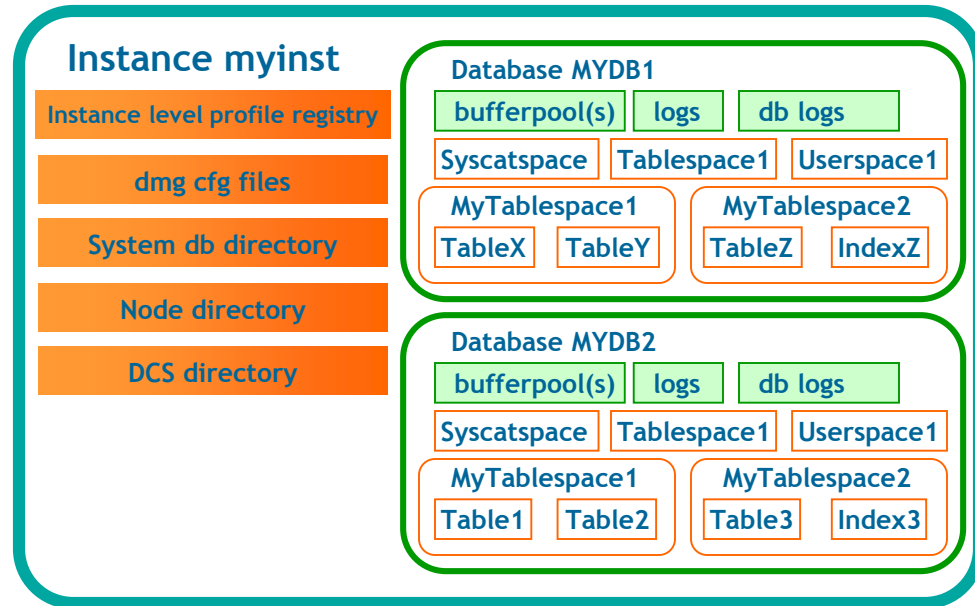 Instance myinst
Instance level profile registry
dmg cfg files
System db directory
Node directory
DCS directory
Database MYDB1
bufferpool(s) logs db logs
Syscatspace Tablespace1 Userspace1
MyTablespace1 MyTablespace2
TableX TableY TableZ IndexZ
Database MYDB2
bufferpool(s) logs db logs
Syscatspace Tablespace1 Userspace1
MyTablespace1 MyTablespace2
Table1 Table2 Table3 Index3